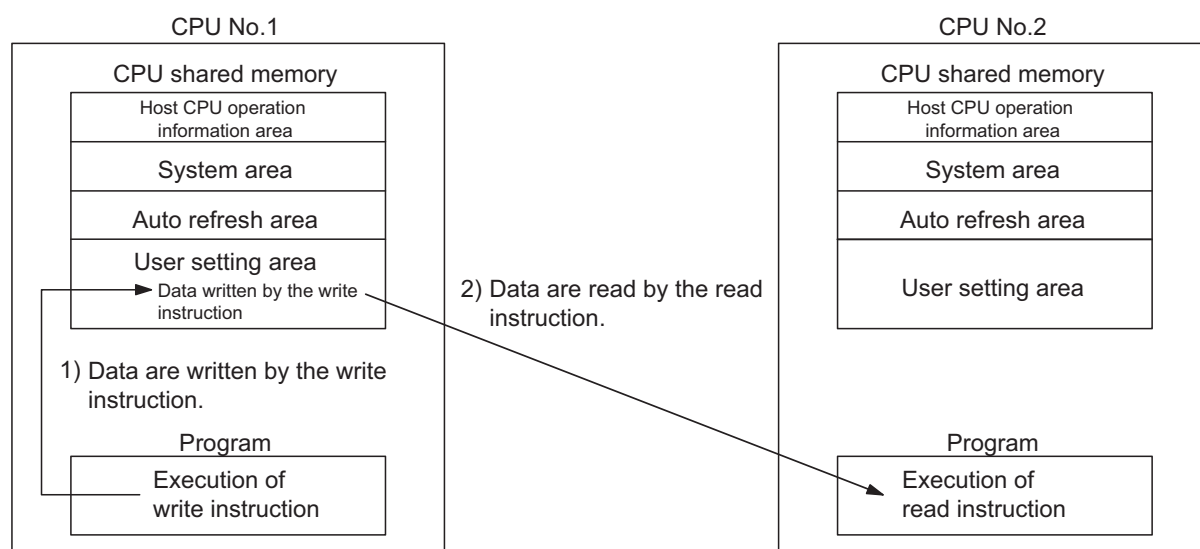 CPU No.1
CPU shared memory
Host CPU operation
information area
System area
Auto refresh area
User setting area
Data written by the write
instruction
1) Data are written by the write
instruction.
Program
Execution of
write instruction
2) Data are read by the read
instruction.
CPU No.2
CPU shared memory
Host CPU operation
information area
System area
Auto refresh area
User setting area
Program
Execution of
read instruction